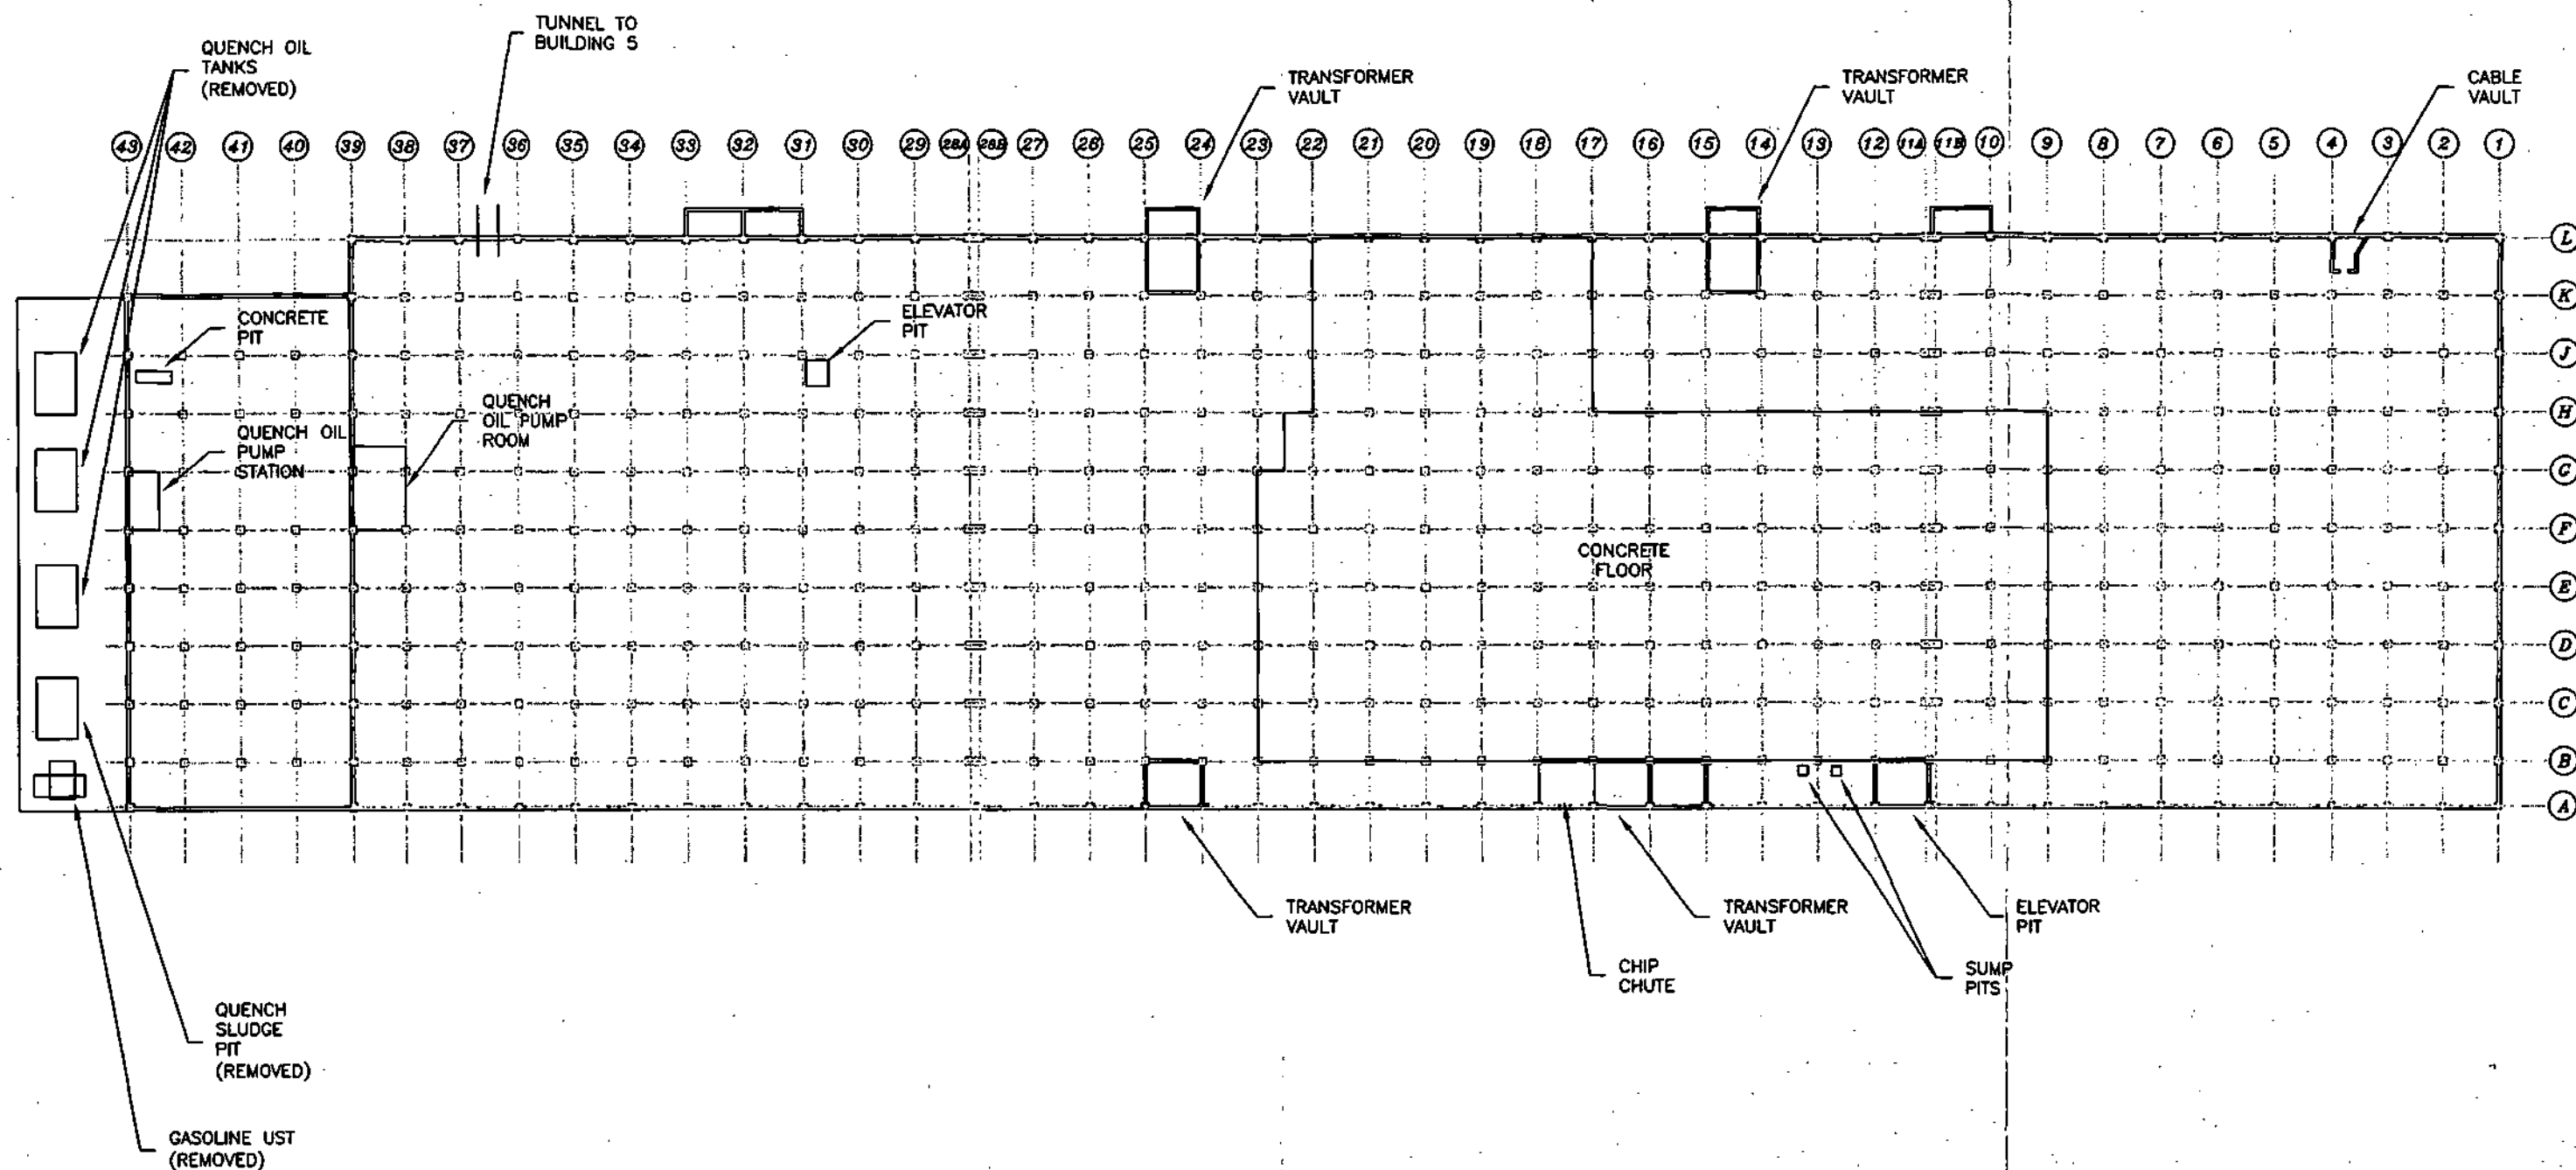 TUNNEL TO
BUILDING 5
QUENCH OIL
TANKS
(REMOVED)
TRANSFORMER
VAULT
TRANSFORMER
VAULT
CABLE
VAULT
43 42 41 40 39 38 37 36 35 34 33 32 31 30 29 28A 28B 27 26 25 24 23 22 21 20 19 18 17 16 15 14 13 12 11A 11B 10 9 8 7 6 5 4 3 2 1
L
K
CONCRETE
PIT
ELEVATOR
PIT
J
QUENCH
OIL PUMP
ROOM
H
QUENCH OIL
PUMP
STATION
G
F
CONCRETE
FLOOR
E
D
C
B
A
TRANSFORMER
VAULT
TRANSFORMER
VAULT
ELEVATOR
PIT
CHIP
CHUTE
SUMP
PITS
QUENCH
SLUDGE
PIT
(REMOVED)
GASOLINE UST
(REMOVED)